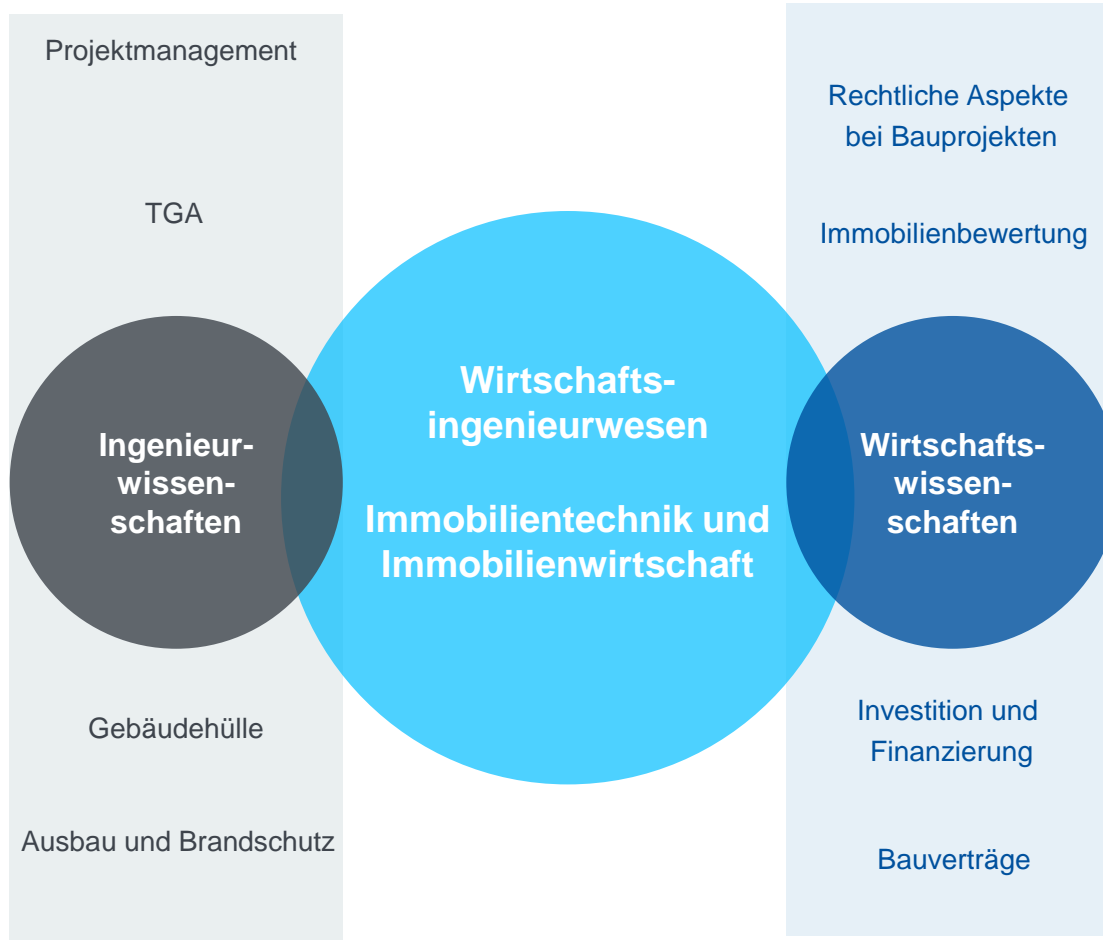 Projektmanagement
TGA
Ingenieur-
wissen-
schaften
Gebäudehülle
Ausbau und Brandschutz
Wirtschafts-
ingenieurwesen
Immobilientechnik und
Immobilienwirtschaft
Rechtliche Aspekte
bei Bauprojekten
Immobilienbewertung
Wirtschafts-
wissen-
schaften
Investition und
Finanzierung
Bauverträge